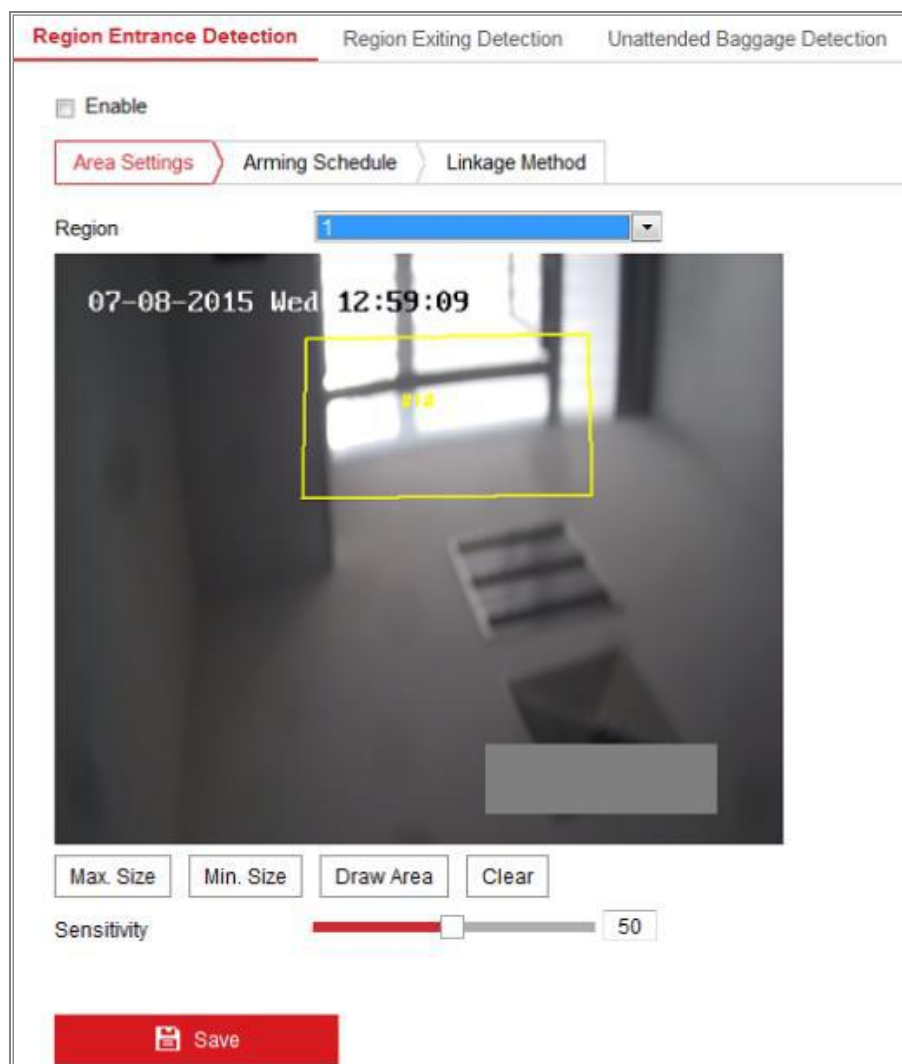 Region Entrance Detection Region Exiting Detection Unattended Baggage Detection
Enable
Area Settings Arming Schedule Linkage Method
Region 1
07-08-2015 Wed 12:59:09
#1#
Max. Size Min. Size Draw Area Clear
Sensitivity 50
Save